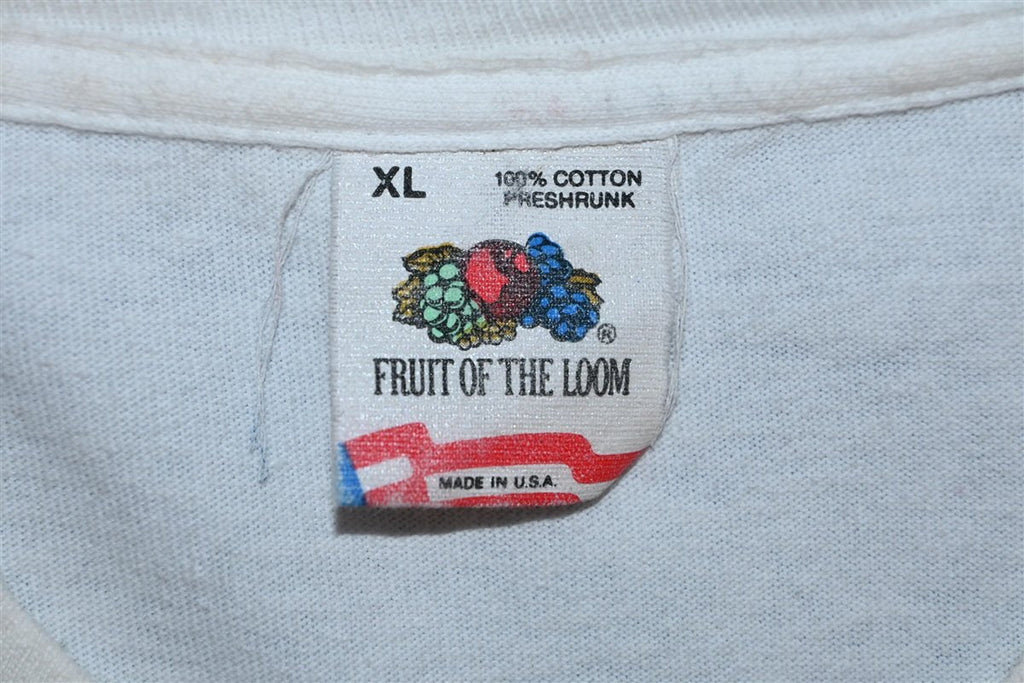 XL
100% COTTON
PRESHRUNK
®
FRUIT OF THE LOOM
MADE IN U.S.A.